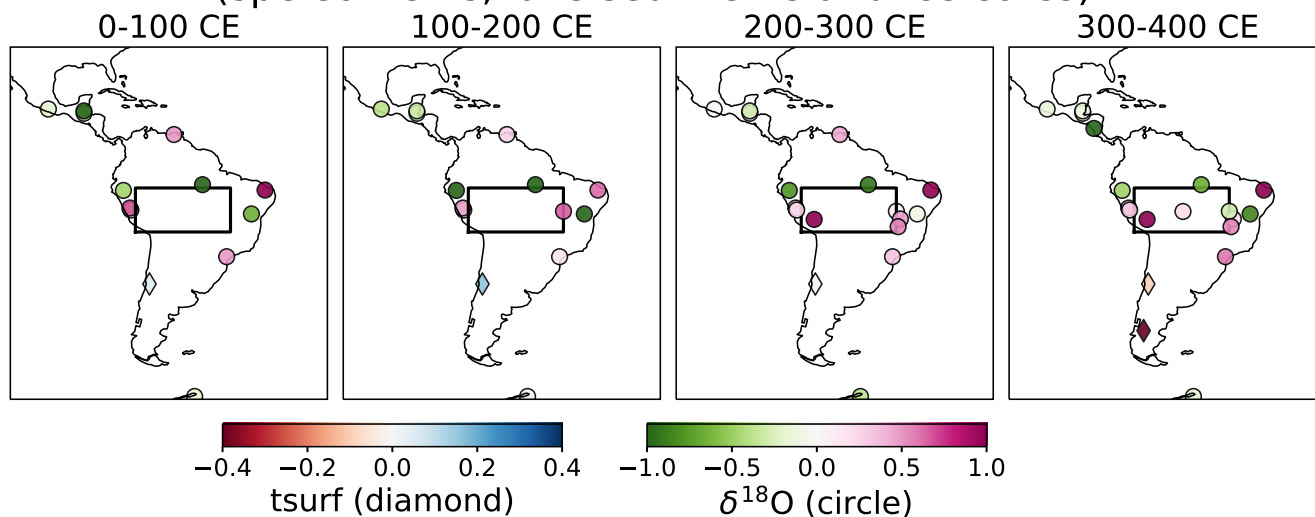 0-100 CE
100-200 CE
200-300 CE
300-400 CE
−0.4 −0.2 0.0 0.2 0.4
tsurf (diamond)
−1.0 −0.5 0.0 0.5 1.0
δ¹⁸O (circle)